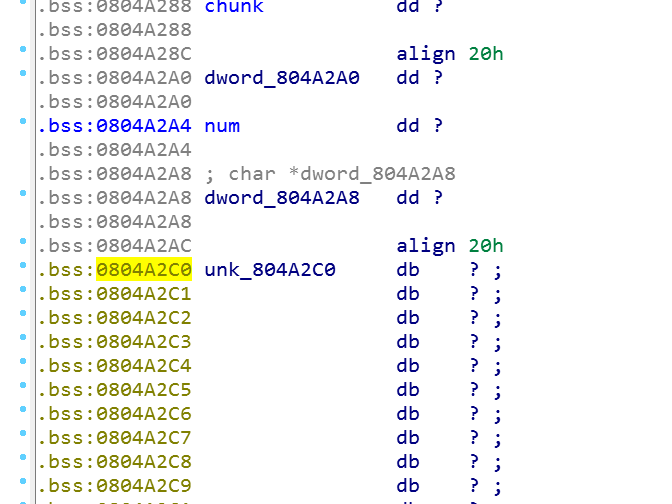 .bss:0804A288 chunk dd ?
.bss:0804A288
.bss:0804A28C align 20h
.bss:0804A2A0 dword_804A2A0 dd ?
.bss:0804A2A0
.bss:0804A2A4 num dd ?
.bss:0804A2A4
.bss:0804A2A8 ; char *dword_804A2A8
.bss:0804A2A8 dword_804A2A8 dd ?
.bss:0804A2A8
.bss:0804A2AC align 20h
.bss:0804A2C0 unk_804A2C0 db ? ;
.bss:0804A2C1 db ? ;
.bss:0804A2C2 db ? ;
.bss:0804A2C3 db ? ;
.bss:0804A2C4 db ? ;
.bss:0804A2C5 db ? ;
.bss:0804A2C6 db ? ;
.bss:0804A2C7 db ? ;
.bss:0804A2C8 db ? ;
.bss:0804A2C9 db ? ;